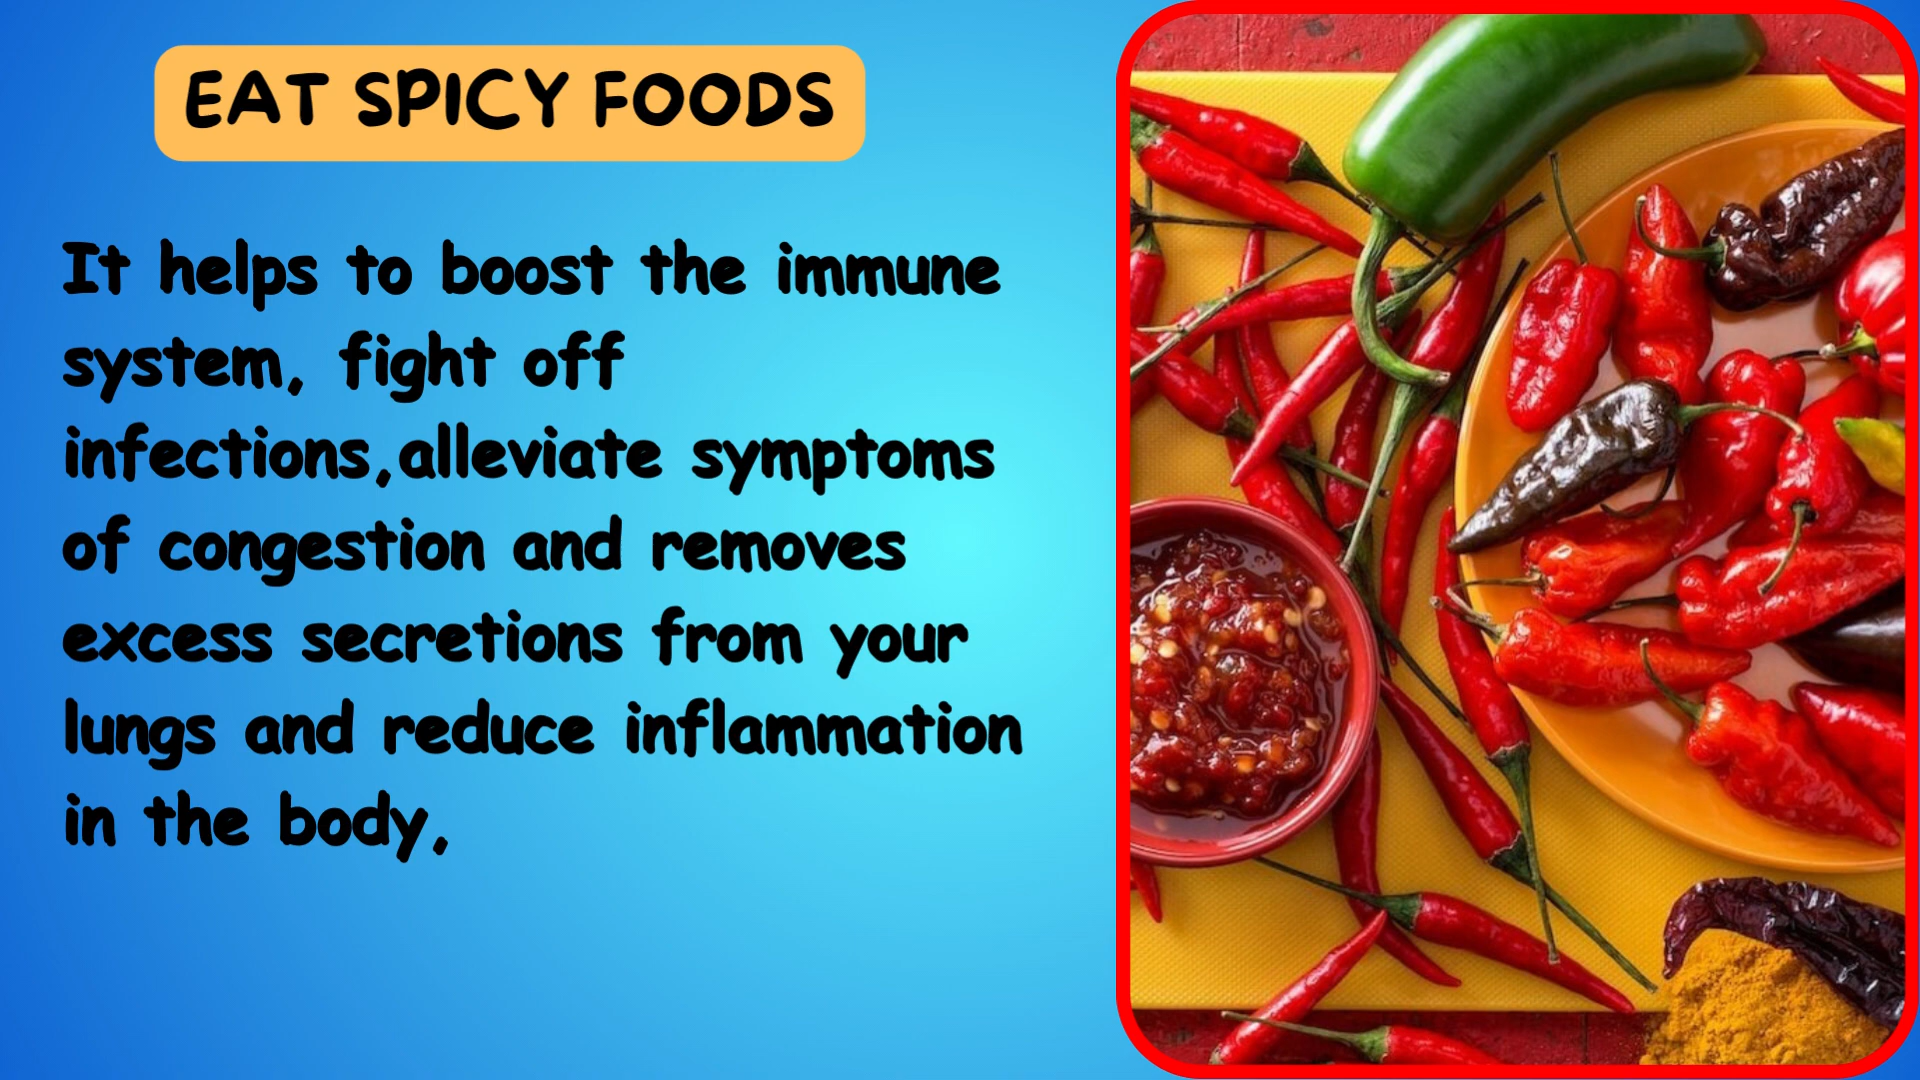 EAT SPICY FOODS
It helps to boost the immune
system, fight off
infections,alleviate symptoms
of congestion and removes
excess secretions from your
lungs and reduce inflammation
in the body,